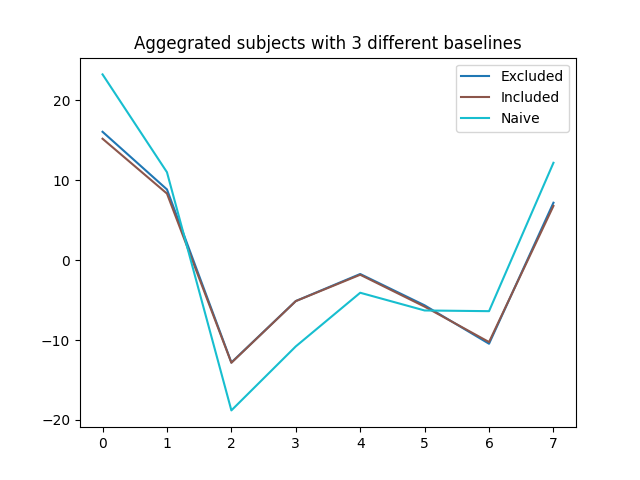 Aggegrated subjects with 3 different baselines
Excluded
Included
Naive
20
10
0
−10
−20
0 1 2 3 4 5 6 7